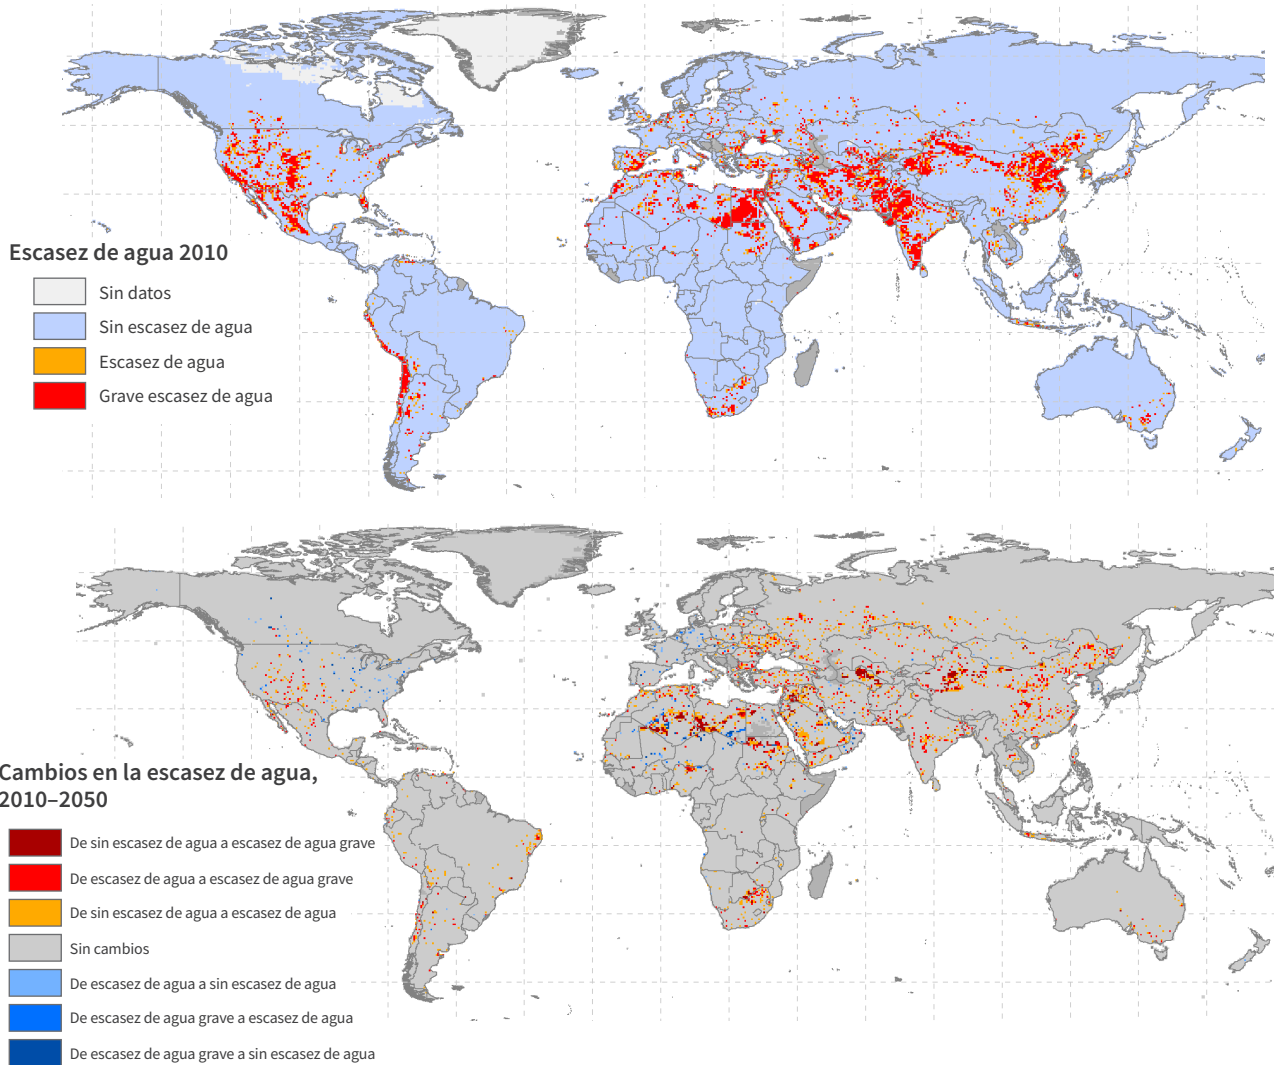 Escasez de agua 2010
Sin datos
Sin escasez de agua
Escasez de agua
Grave escasez de agua
Cambios en la escasez de agua,
2010–2050
De sin escasez de agua a escasez de agua grave
De escasez de agua a escasez de agua grave
De sin escasez de agua a escasez de agua
Sin cambios
De escasez de agua a sin escasez de agua
De escasez de agua grave a escasez de agua
De escasez de agua grave a sin escasez de agua